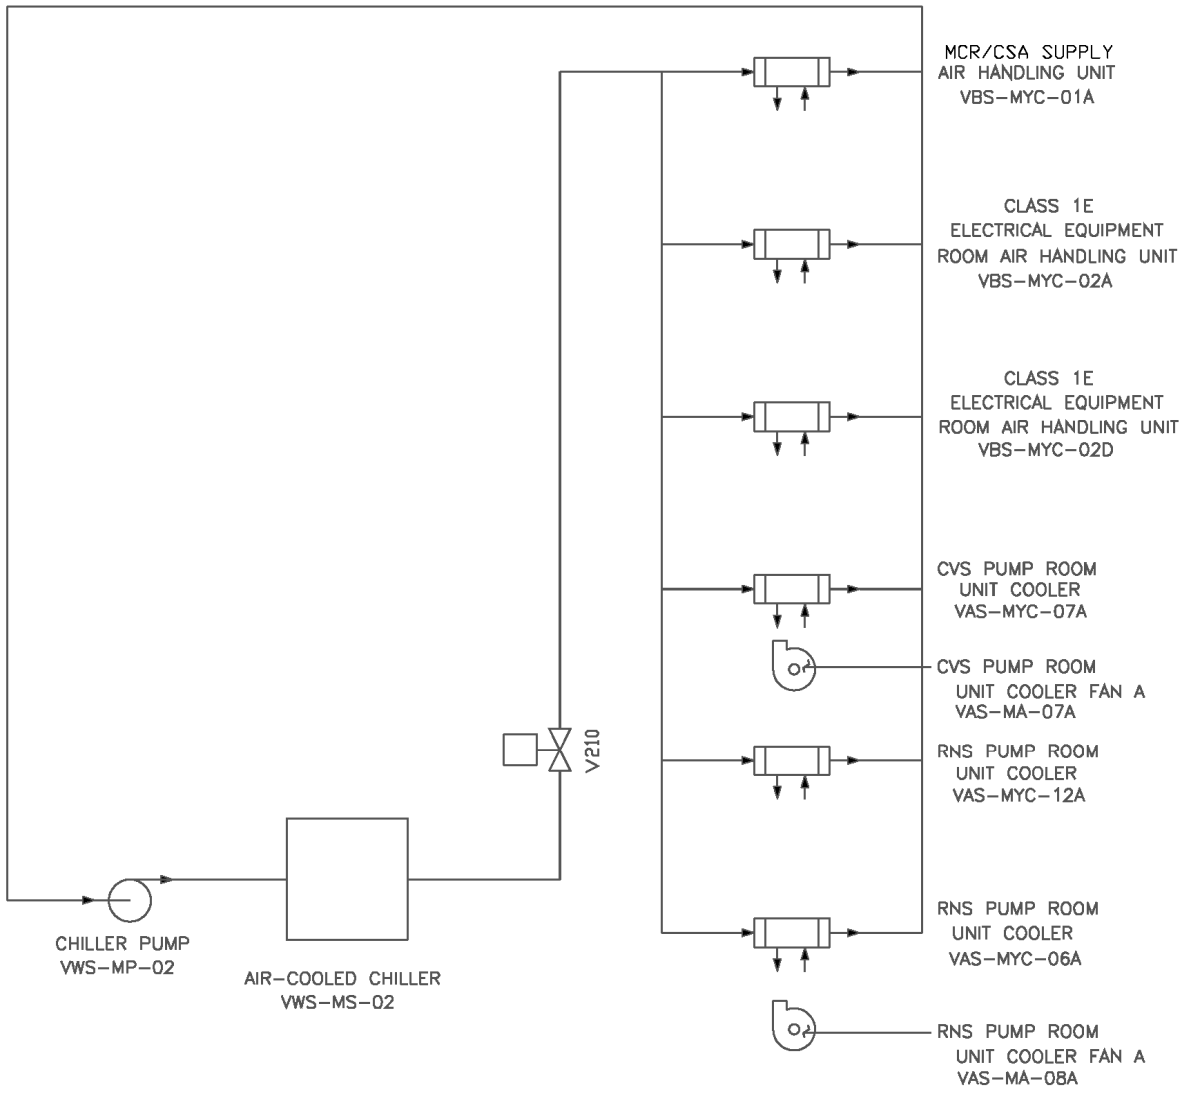 MCR/CSA SUPPLY
AIR HANDLING UNIT
VBS-MYC-01A
CLASS 1E
ELECTRICAL EQUIPMENT
ROOM AIR HANDLING UNIT
VBS-MYC-02A
CLASS 1E
ELECTRICAL EQUIPMENT
ROOM AIR HANDLING UNIT
VBS-MYC-02D
CVS PUMP ROOM
UNIT COOLER
VAS-MYC-07A
CVS PUMP ROOM
UNIT COOLER FAN A
VAS-MA-07A
V210
RNS PUMP ROOM
UNIT COOLER
VAS-MYC-12A
RNS PUMP ROOM
UNIT COOLER
VAS-MYC-06A
CHILLER PUMP
VWS-MP-02
AIR-COOLED CHILLER
VWS-MS-02
RNS PUMP ROOM
UNIT COOLER FAN A
VAS-MA-08A